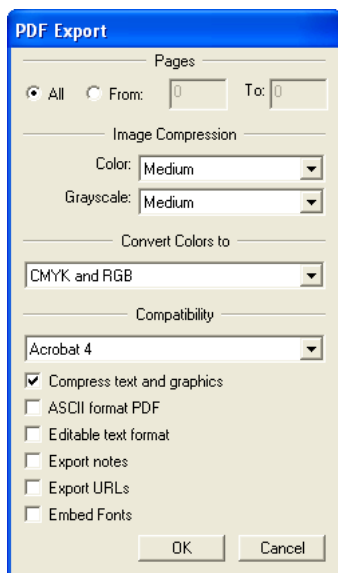 PDF Export
Pages
All From: 0 To: 0
Image Compression
Color: Medium
Grayscale: Medium
Convert Colors to
CMYK and RGB
Compatibility
Acrobat 4
Compress text and graphics
ASCII format PDF
Editable text format
Export notes
Export URLs
Embed Fonts
OK Cancel